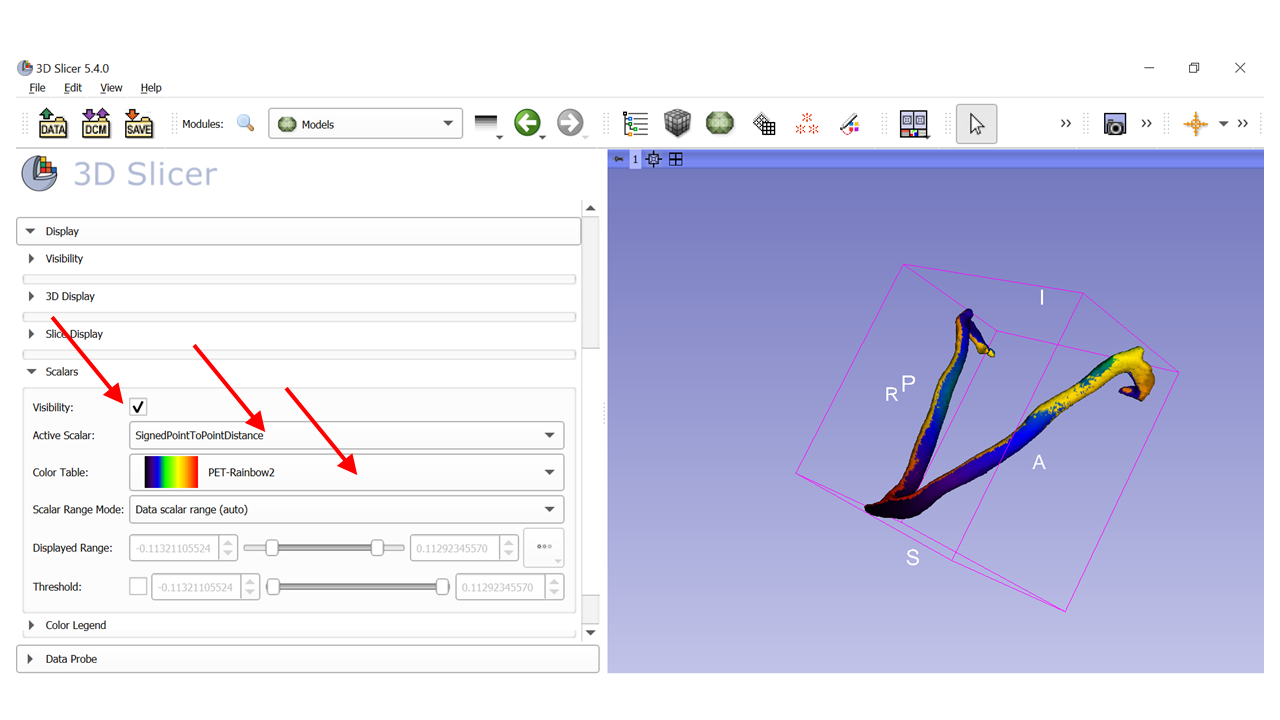 3D Slicer 5.4.0
File Edit View Help
DATA DCM SAVE Modules: Models
1
3D Slicer
Display
Visibility
3D Display
Slice Display
Scalars
Visibility:
Active Scalar: SignedPointToPointDistance
Color Table: PET-Rainbow2
Scalar Range Mode: Data scalar range (auto)
Displayed Range: -0.11321105524 0.11292345570
Threshold: -0.11321105524 0.11292345570
Color Legend
Data Probe
I
R P
A
S